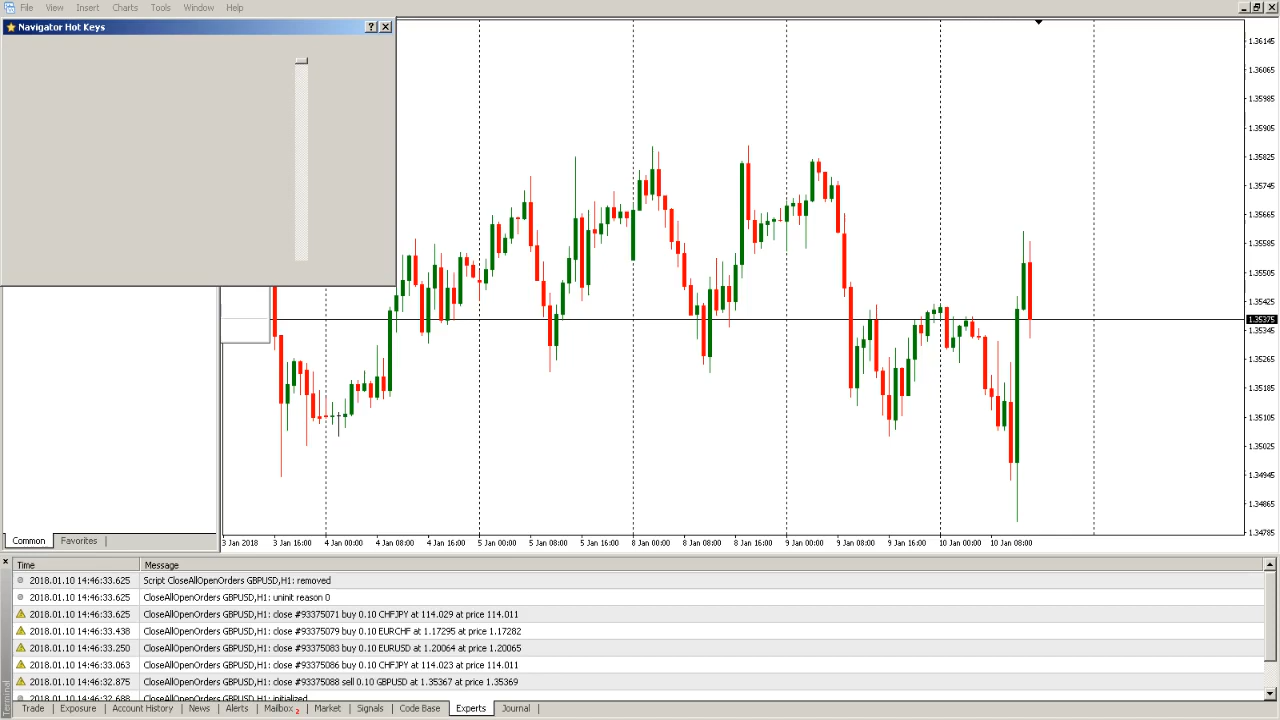 File View Insert Charts Tools Window Help
Navigator Hot Keys
1.36145
1.36065
1.35985
1.35905
1.35825
1.35745
1.35665
1.35595
1.35505
1.35425
1.35375
1.35345
1.35265
1.35185
1.35105
1.35025
1.34945
1.34865
1.34785
3 Jan 2018 3 Jan 16:00 4 Jan 00:00 4 Jan 08:00 4 Jan 16:00 5 Jan 00:00 5 Jan 08:00 5 Jan 16:00 8 Jan 00:00 8 Jan 08:00 8 Jan 16:00 9 Jan 00:00 9 Jan 08:00 9 Jan 16:00 10 Jan 00:00 10 Jan 08:00
Common Favorites
Time Message
2018.01.10 14:46:33.625 Script CloseAllOpenOrders GBPUSD,H1: removed
2018.01.10 14:46:33.625 CloseAllOpenOrders GBPUSD,H1: uninit reason 0
2018.01.10 14:46:33.625 CloseAllOpenOrders GBPUSD,H1: close #93375071 buy 0.10 CHFJPY at 114.029 at price 114.011
2018.01.10 14:46:33.438 CloseAllOpenOrders GBPUSD,H1: close #93375079 buy 0.10 EURCHF at 1.17295 at price 1.17282
2018.01.10 14:46:33.250 CloseAllOpenOrders GBPUSD,H1: close #93375083 buy 0.10 EURUSD at 1.20064 at price 1.20065
2018.01.10 14:46:33.063 CloseAllOpenOrders GBPUSD,H1: close #93375086 buy 0.10 CHFJPY at 114.023 at price 114.011
2018.01.10 14:46:32.875 CloseAllOpenOrders GBPUSD,H1: close #93375088 sell 0.10 GBPUSD at 1.35367 at price 1.35369
2018.01.10 14:46:32.688 CloseAllOpenOrders GBPUSD,H1: initialized
Terminal
Trade Exposure Account History News Alerts Mailbox 2 Market Signals Code Base Experts Journal